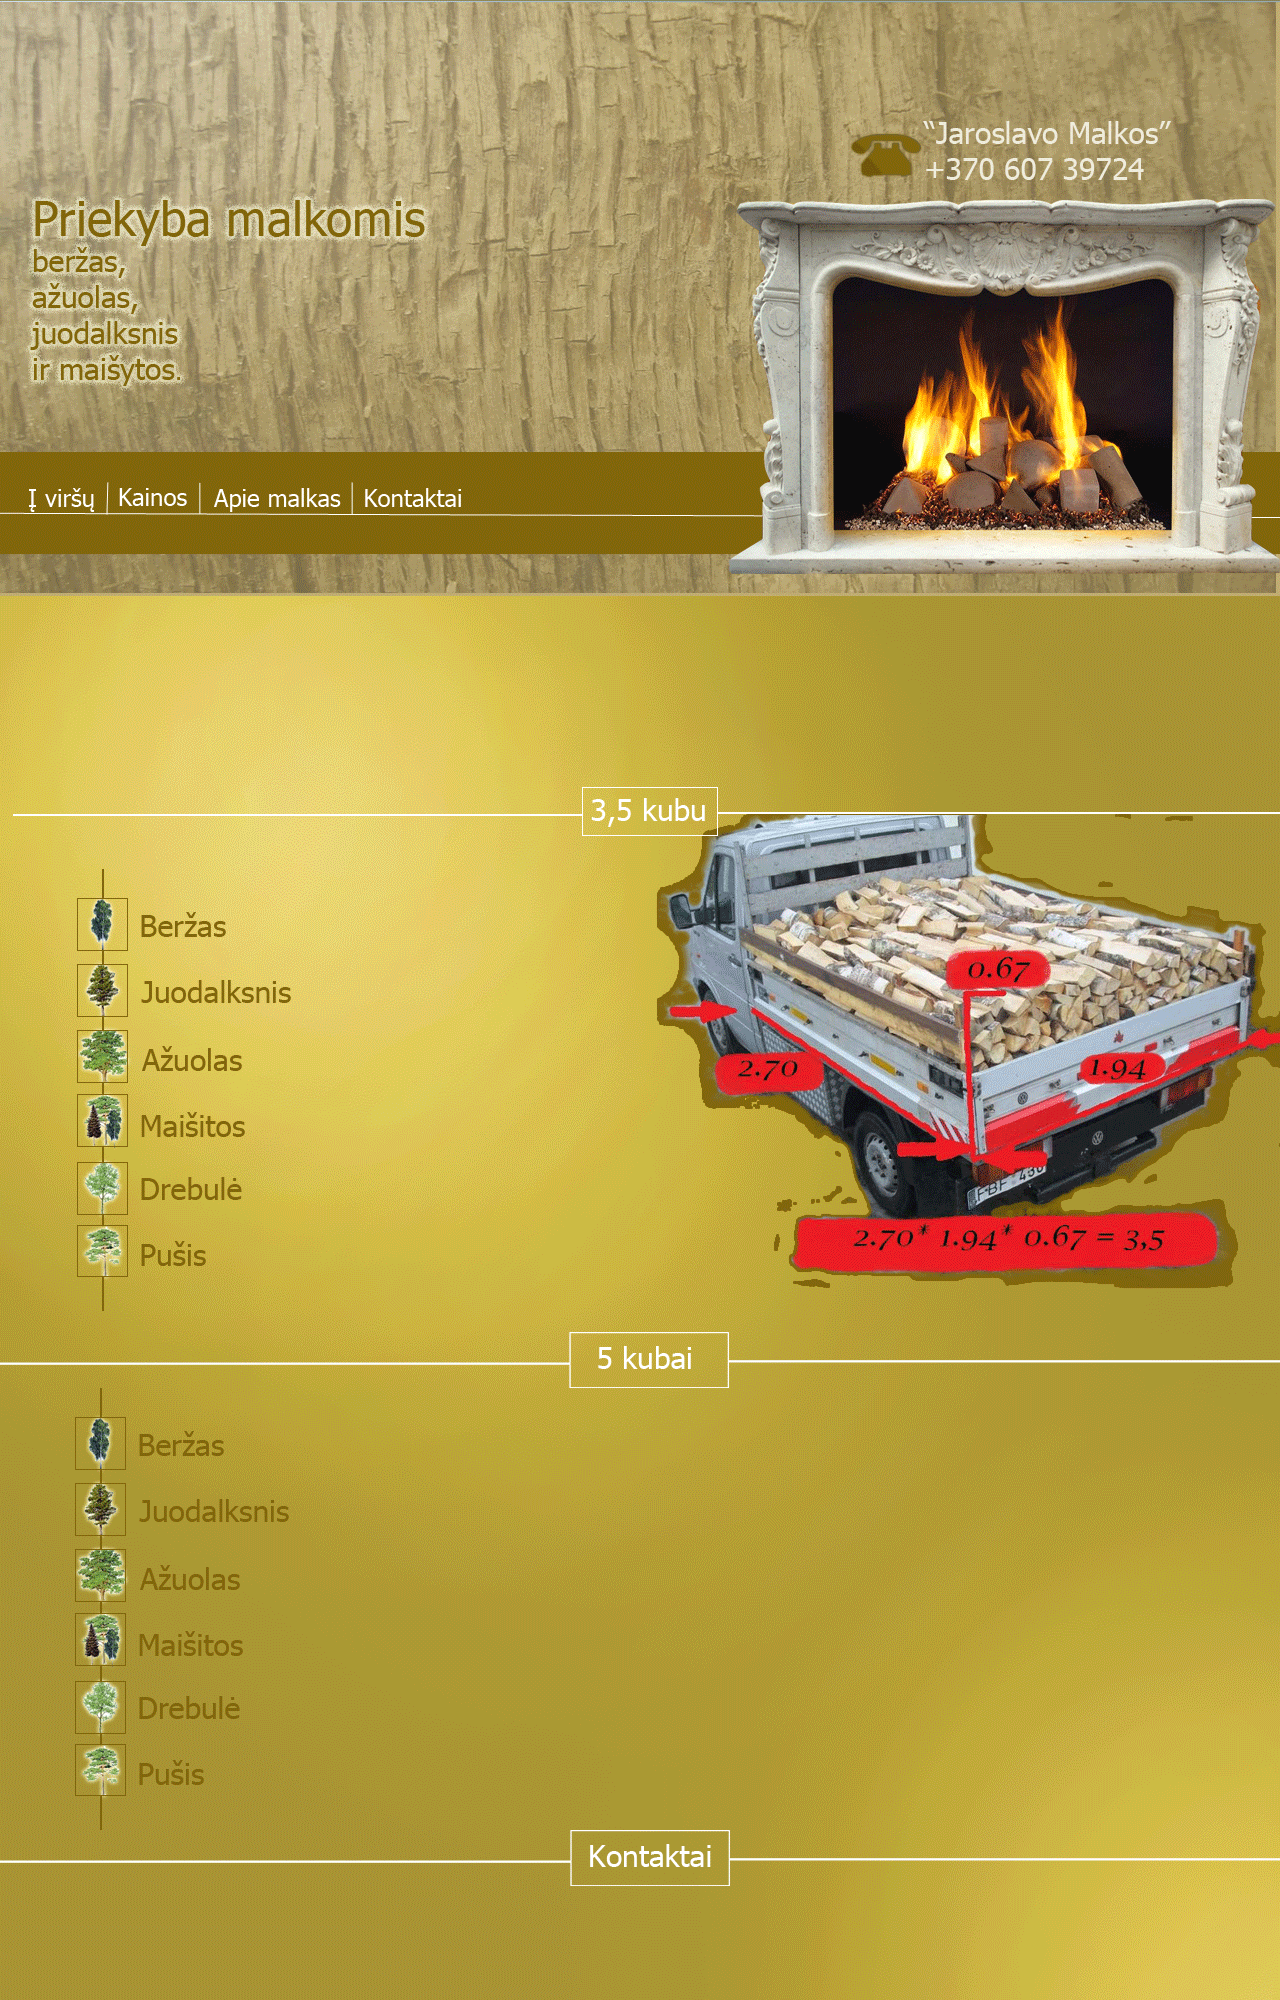 “Jaroslavo Malkos”
+370 607 39724
Priekyba malkomis
beržas,
ažuolas,
juodalksnis
ir maišytos.
Į viršų
Kainos
Apie malkas
Kontaktai
3,5 kubu
Beržas
Juodalksnis
Ažuolas
Maišitos
Drebulė
Pušis
0.67
2.70
1.94
2.70* 1.94* 0.67 = 3,5
5 kubai
Beržas
Juodalksnis
Ažuolas
Maišitos
Drebulė
Pušis
Kontaktai